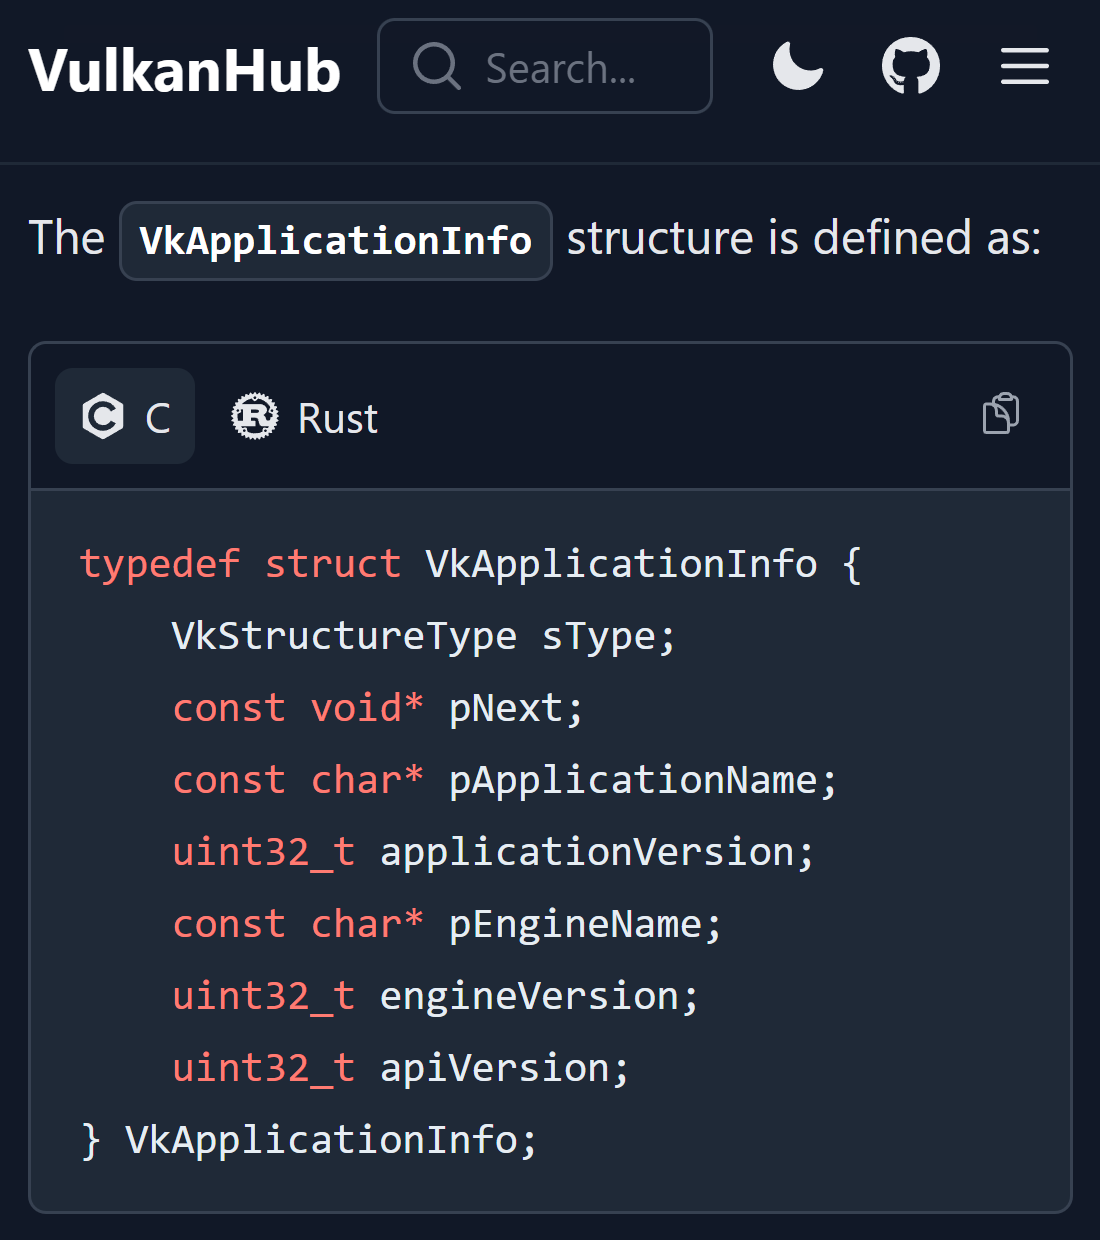 VulkanHub Search...
The VkApplicationInfo structure is defined as:
C Rust
typedef struct VkApplicationInfo {
    VkStructureType sType;
    const void* pNext;
    const char* pApplicationName;
    uint32_t applicationVersion;
    const char* pEngineName;
    uint32_t engineVersion;
    uint32_t apiVersion;
} VkApplicationInfo;